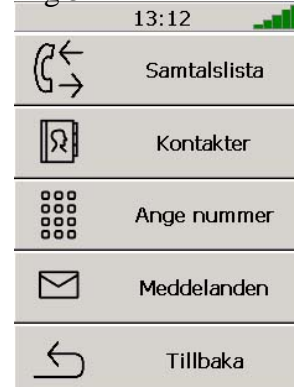 13:12
Samtalslista
Kontakter
Ange nummer
Meddelanden
Tillbaka